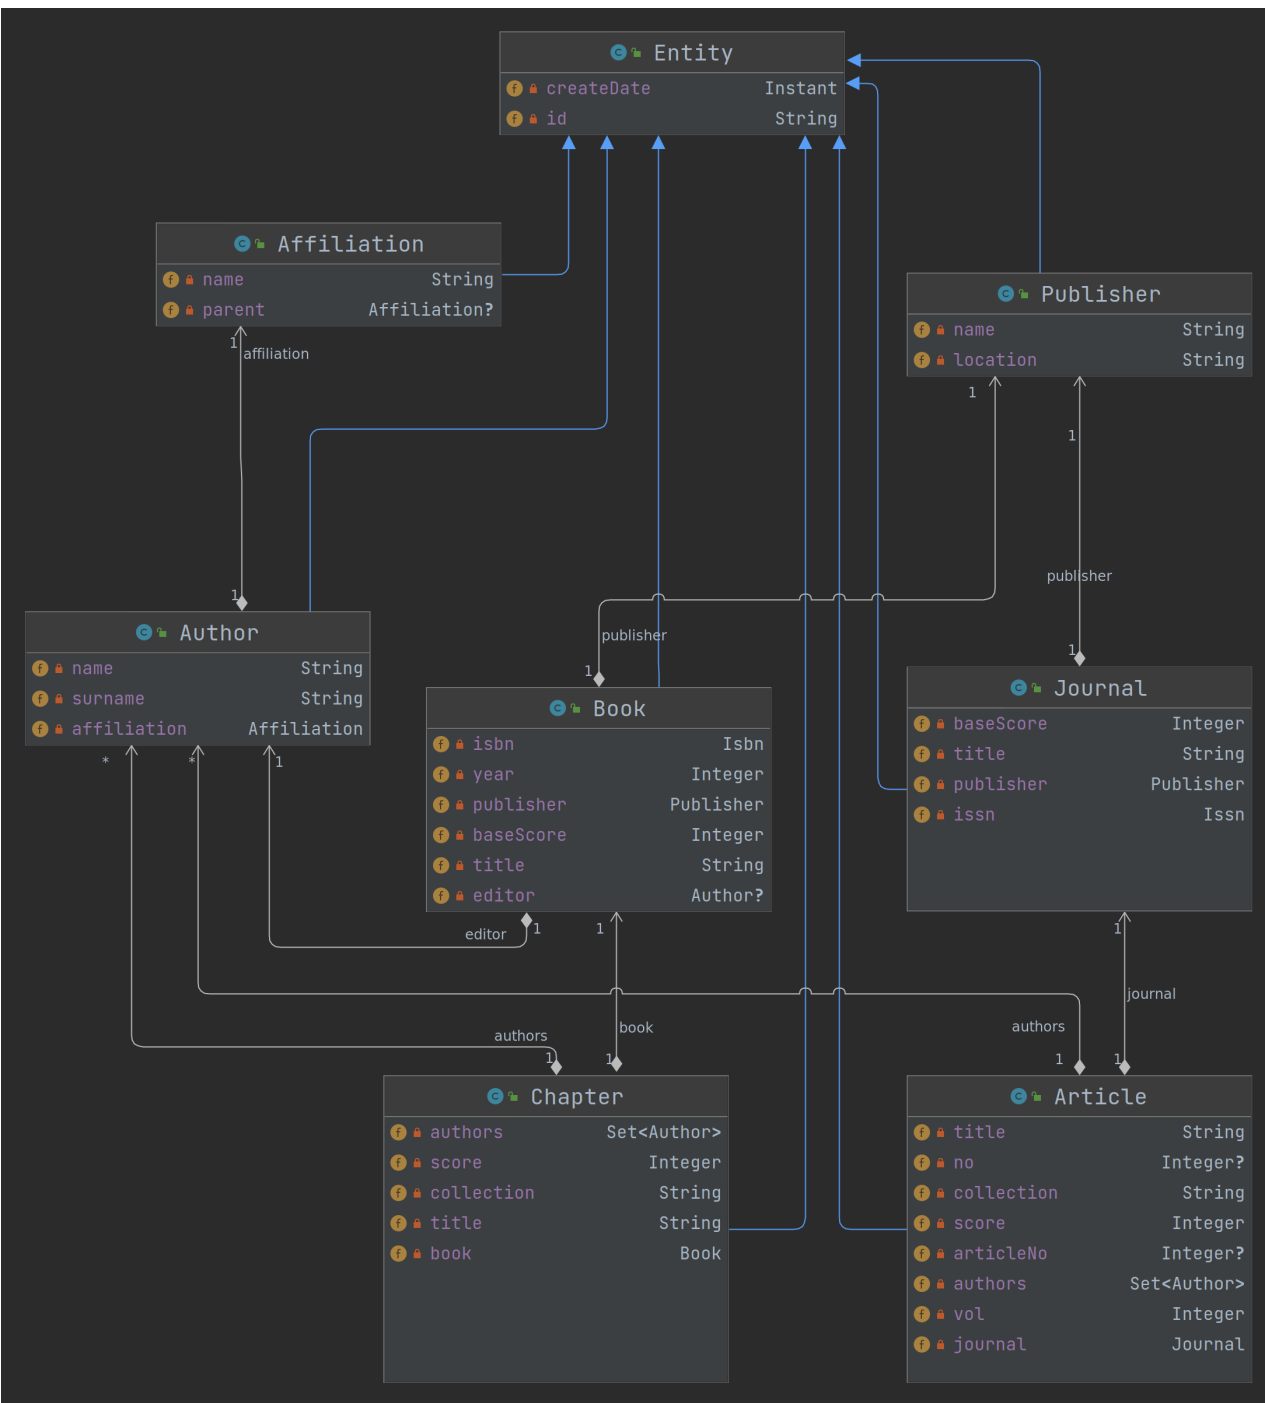 Entity
createDate Instant
id String
Affiliation
name String
parent Affiliation?
1
affiliation
Publisher
name String
location String
1
1
publisher
1
publisher
1
1
Author
name String
surname String
affiliation Affiliation
* * 1
Book
isbn Isbn
year Integer
publisher Publisher
baseScore Integer
title String
editor Author?
Journal
baseScore Integer
title String
publisher Publisher
issn Issn
editor 1 1
1
journal
authors
book
authors
1 1
1 1
Chapter
authors Set<Author>
score Integer
collection String
title String
book Book
Article
title String
no Integer?
collection String
score Integer
articleNo Integer?
authors Set<Author>
vol Integer
journal Journal